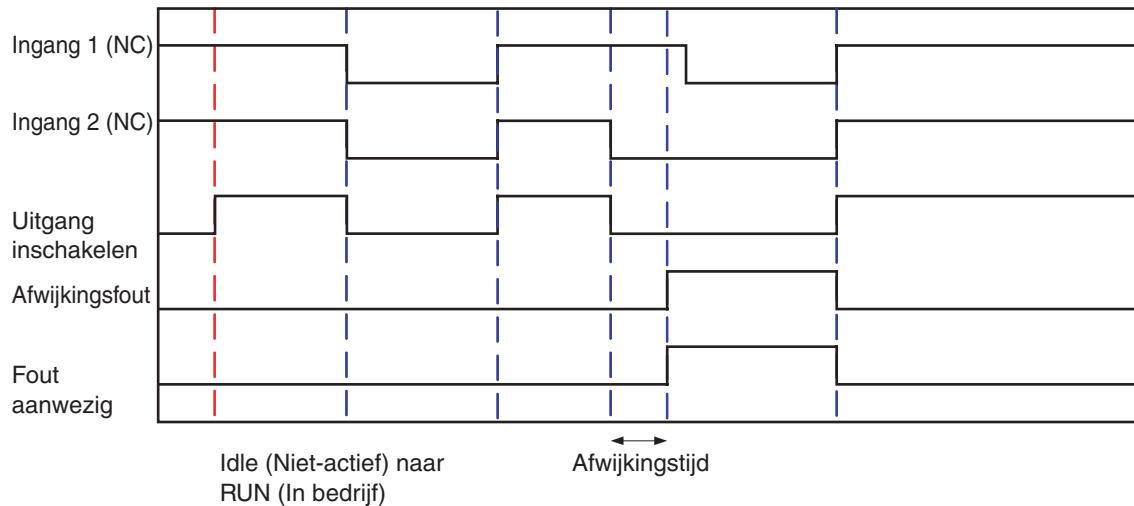 Ingang 1 (NC)
Ingang 2 (NC)
Uitgang
inschakelen
Afwijkingsfout
Fout
aanwezig
Idle (Niet-actief) naar
RUN (In bedrijf)
Afwijkingstijd